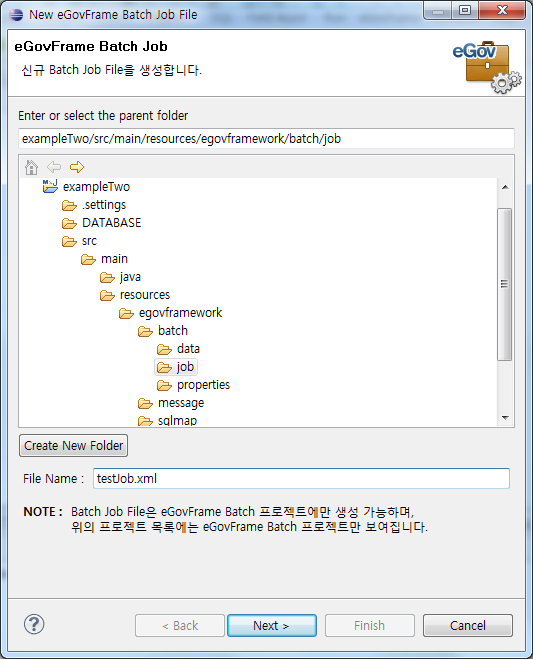 New eGovFrame Batch Job File
eGovFrame Batch Job
신규 Batch Job File을 생성합니다.
eGov
Enter or select the parent folder
exampleTwo/src/main/resources/egovframework/batch/job
exampleTwo
.settings
DATABASE
src
main
java
resources
egovframework
batch
data
job
properties
message
sqlmap
Create New Folder
File Name : testJob.xml
NOTE : Batch Job File은 eGovFrame Batch 프로젝트에만 생성 가능하며,
위의 프로젝트 목록에는 eGovFrame Batch 프로젝트만 보여집니다.
< Back Next > Finish Cancel